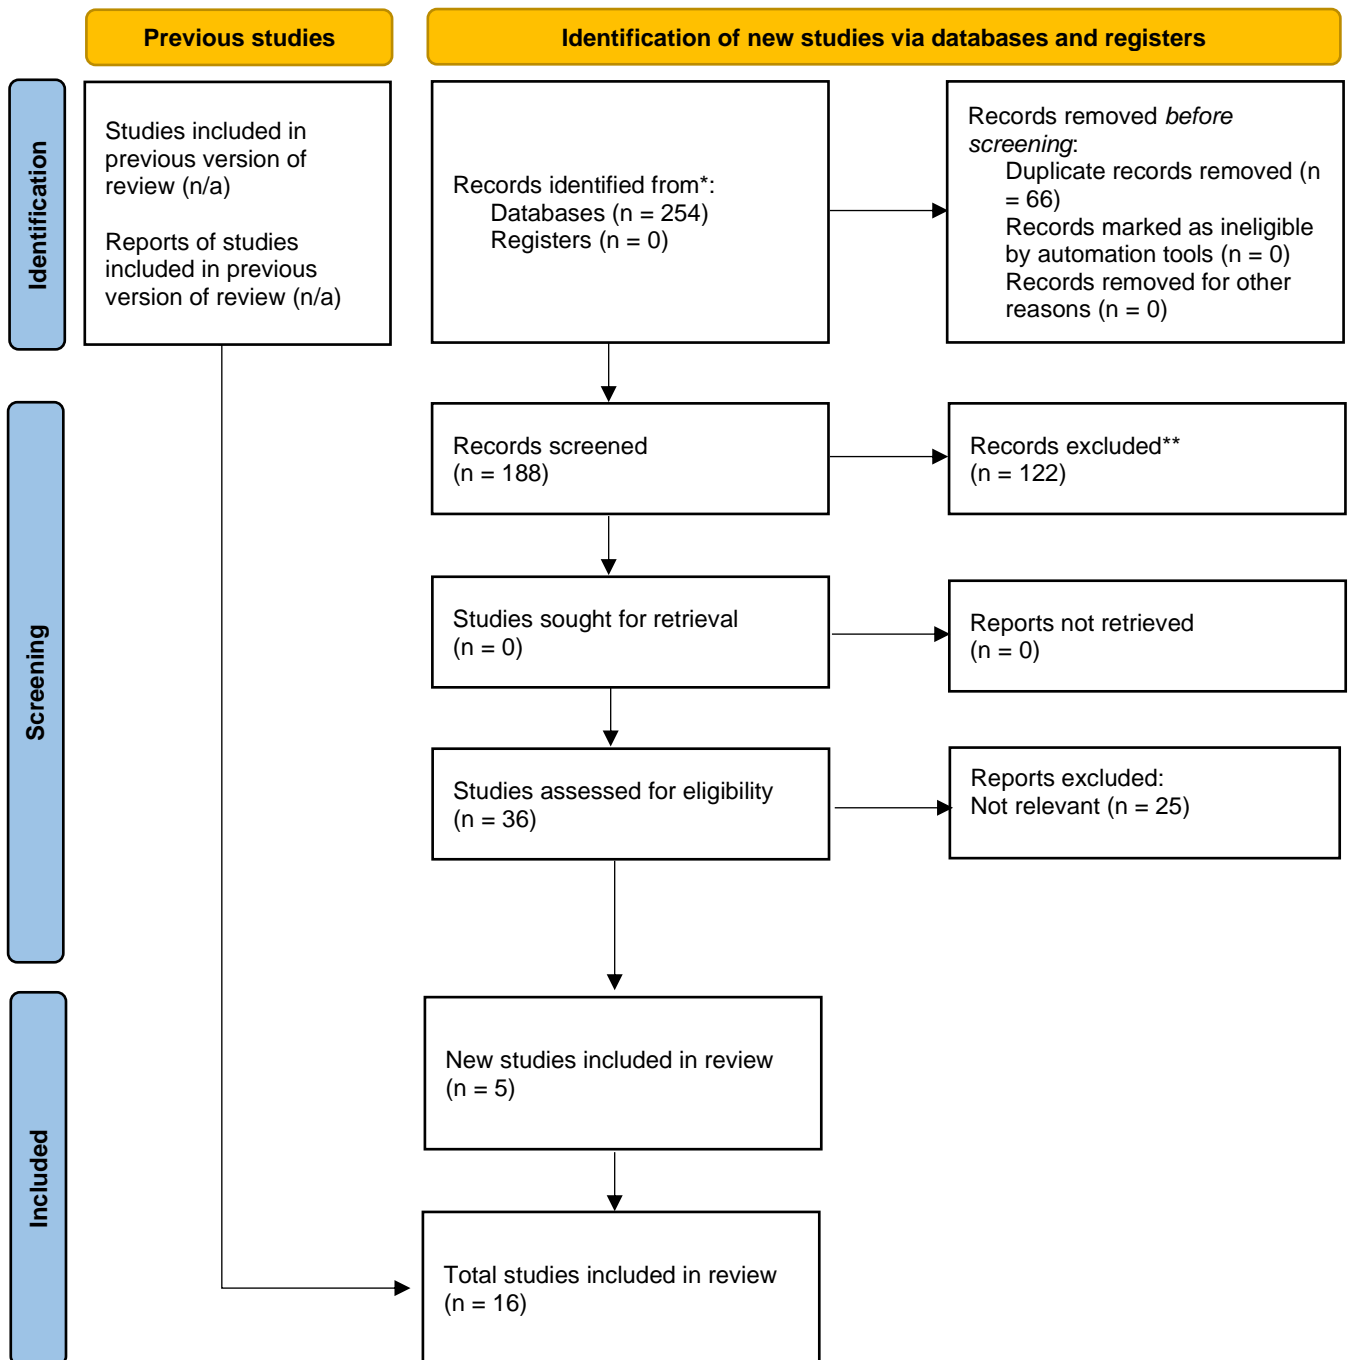 Previous studies
Identification of new studies via databases and registers
Identification
Studies included in
previous version of
review (n/a)
Reports of studies
included in previous
version of review (n/a)
Records identified from*:
Databases (n = 254)
Registers (n = 0)
Records removed before
screening:
Duplicate records removed (n
= 66)
Records marked as ineligible
by automation tools (n = 0)
Records removed for other
reasons (n = 0)
Screening
Records screened
(n = 188)
Records excluded**
(n = 122)
Studies sought for retrieval
(n = 0)
Reports not retrieved
(n = 0)
Studies assessed for eligibility
(n = 36)
Reports excluded:
Not relevant (n = 25)
Included
New studies included in review
(n = 5)
Total studies included in review
(n = 16)